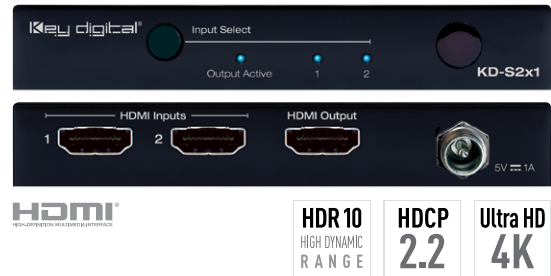 Key digital®
Input Select
Output Active
1
2
KD-S2x1
HDMI Inputs
HDMI Output
1
2
5V ⎓ 1A
HDMI®
HIGH-DEFINITION MULTIMEDIA INTERFACE
HDR 10
HIGH DYNAMIC
RANGE
HDCP
2.2
Ultra HD
4K